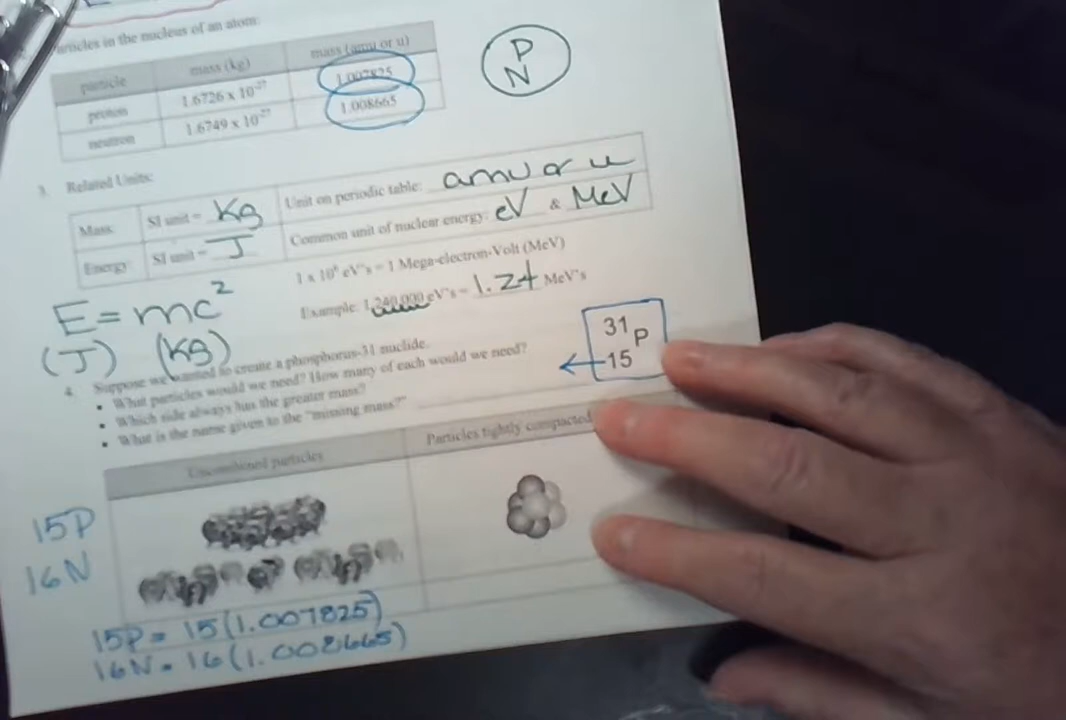 particles in the nucleus of an atom:
particle mass (kg) mass (amu or u)
proton 1.6726 x 10⁻²⁷ 1.007825
neutron 1.6749 x 10⁻²⁷ 1.008665
P
N
3. Related Units:
Mass: SI unit = Kg Unit on periodic table: amu or u
Energy: SI unit = J Common unit of nuclear energy: eV & MeV
1 x 10⁶ eV's = 1 Mega-electron-Volt (MeV)
Example: 1,240,000 eV's = 1.24 MeV's
E = mc²
(J) (Kg)
31
P
15
4. Suppose we wanted to create a phosphorus-31 nuclide.
• What particles would we need? How many of each would we need?
• Which side always has the greater mass?
• What is the name given to the "missing mass?"
Uncombined particles Particles tightly compacted
15P
16N
15P = 15(1.007825)
16N = 16(1.008665)